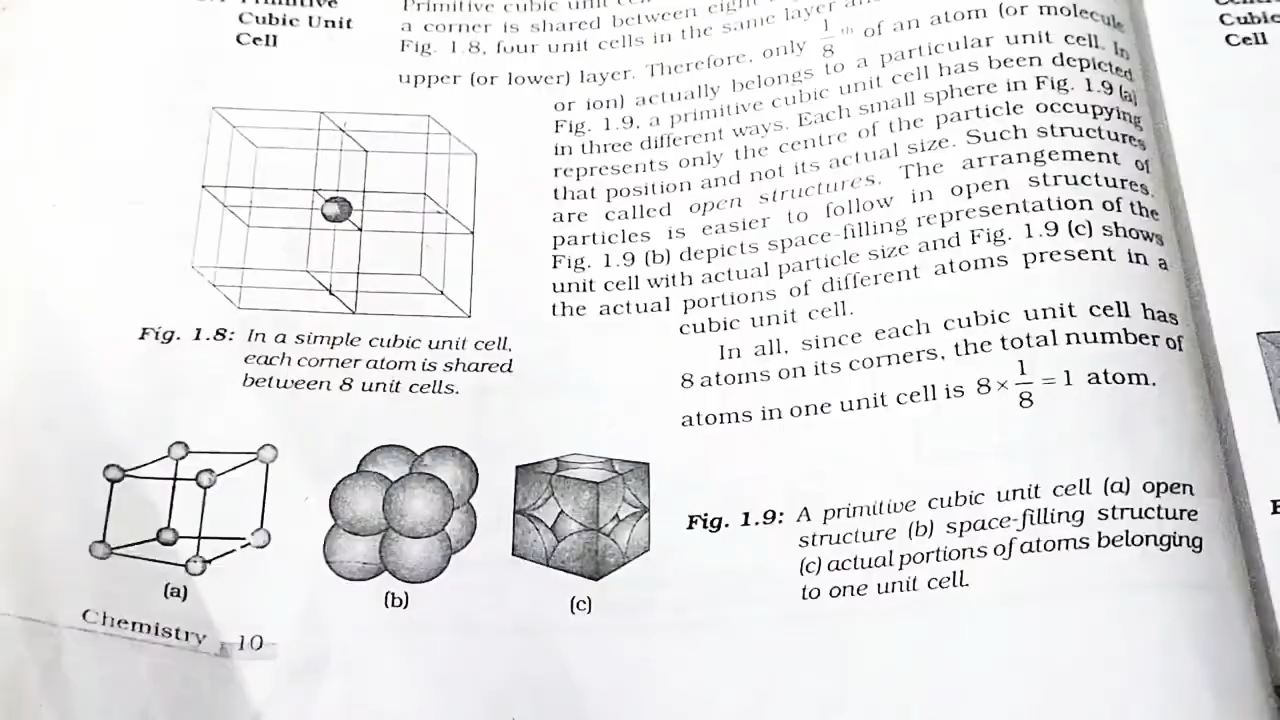 Primitive
Cubic Unit
Cell
Primitive cubic unit
a corner is shared between eight
Fig. 1.8, four unit cells in the same layer
upper (or lower) layer. Therefore, only 1/8 th of an atom (or molecule
or ion) actually belongs to a particular unit cell. In
Fig. 1.9, a primitive cubic unit cell has been depicted
in three different ways. Each small sphere in Fig. 1.9 (a)
represents only the centre of the particle occupying
that position and not its actual size. Such structures
are called open structures. The arrangement of
particles is easier to follow in open structures.
Fig. 1.9 (b) depicts space-filling representation of the
unit cell with actual particle size and Fig. 1.9 (c) shows
the actual portions of different atoms present in a
cubic unit cell.
In all, since each cubic unit cell has
8 atoms on its corners, the total number of
atoms in one unit cell is 8 × 1/8 = 1 atom.
Fig. 1.8: In a simple cubic unit cell,
each corner atom is shared
between 8 unit cells.
(a)
(b)
(c)
Fig. 1.9: A primitive cubic unit cell (a) open
structure (b) space-filling structure
(c) actual portions of atoms belonging
to one unit cell.
Chemistry 10
Cubic
Cell